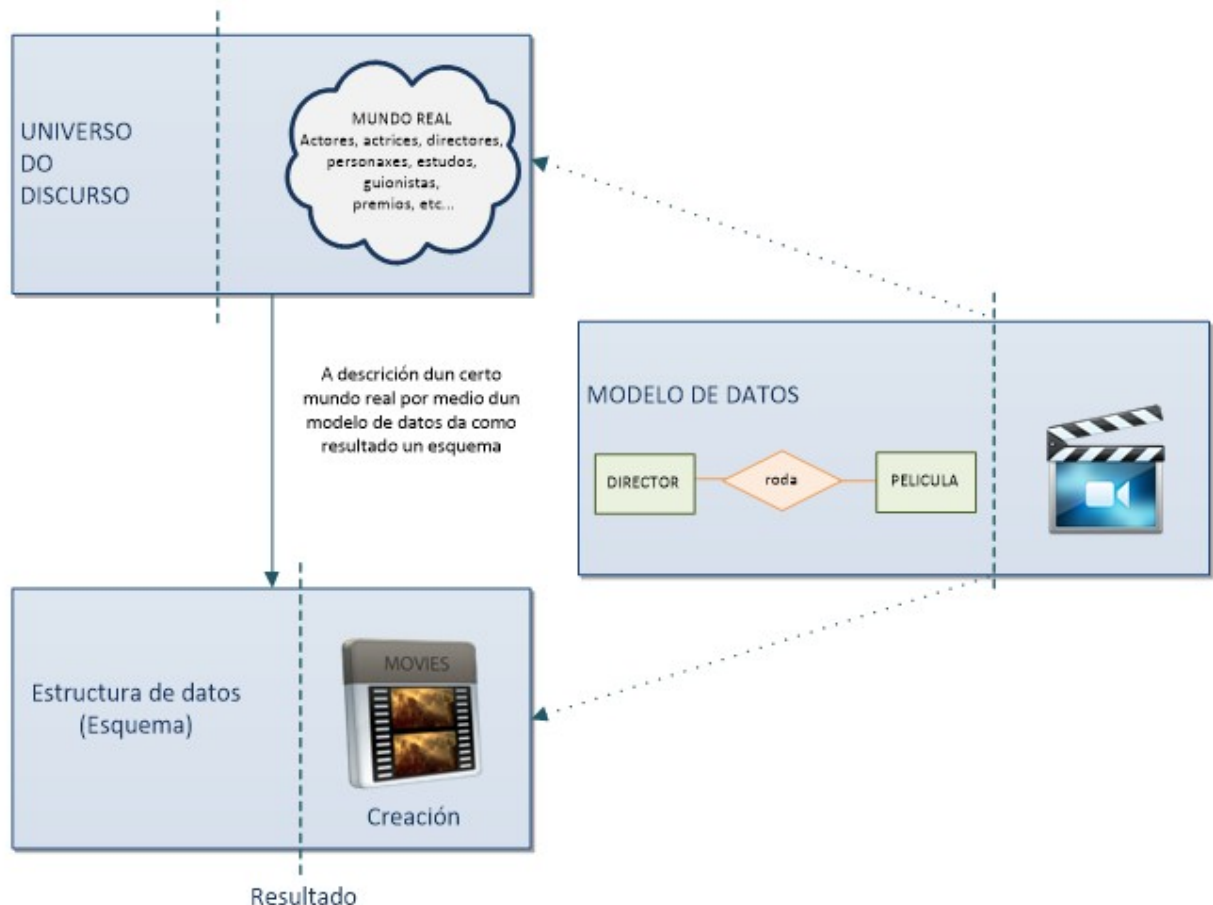 UNIVERSO
DO
DISCURSO
MUNDO REAL
Actores, actrices, directores,
personaxes, estudos,
guionistas,
premios, etc...
A descrición dun certo
mundo real por medio dun
modelo de datos da como
resultado un esquema
MODELO DE DATOS
DIRECTOR
roda
PELICULA
Estructura de datos
(Esquema)
MOVIES
Creación
Resultado